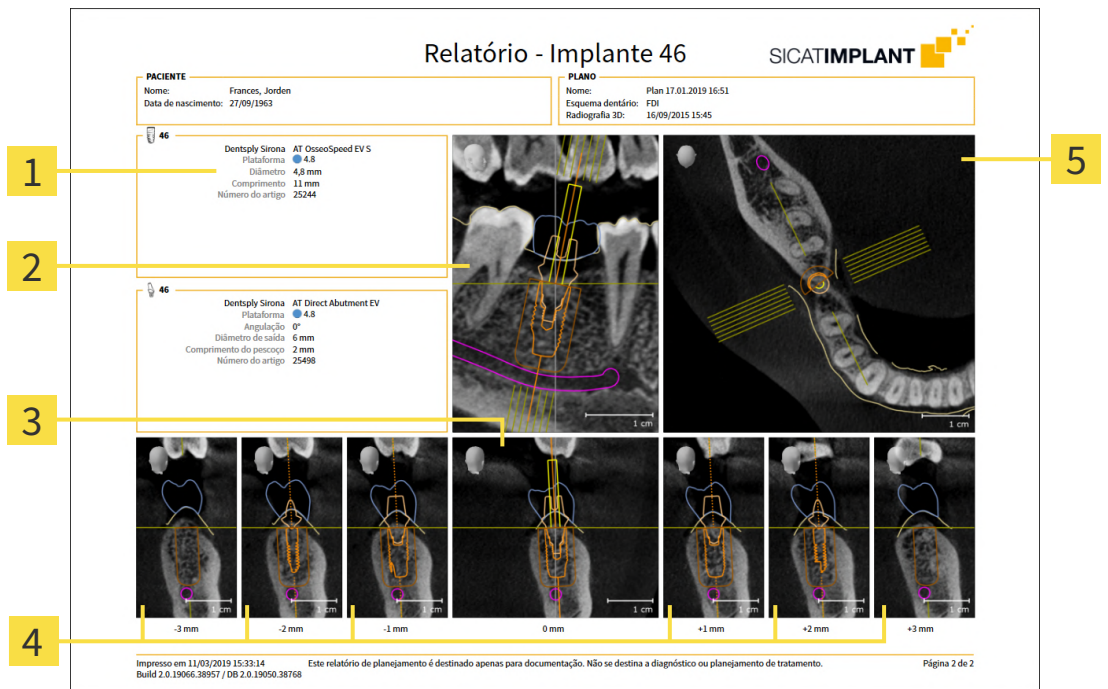 Relatório - Implante 46
SICATIMPLANT
PACIENTE
Nome: Frances, Jorden
Data de nascimento: 27/09/1963
PLANO
Nome: Plan 17.01.2019 16:51
Esquema dentário: FDI
Radiografia 3D: 16/09/2015 15:45
46
Dentsply Sirona AT OsseoSpeed EV S
Plataforma 4.8
Diâmetro 4,8 mm
Comprimento 11 mm
Número do artigo 25244
1
2
46
Dentsply Sirona AT Direct Abutment EV
Plataforma 4.8
Angulação 0°
Diâmetro de saída 6 mm
Comprimento do pescoço 2 mm
Número do artigo 25498
1 cm
1 cm
5
3
1 cm
1 cm
1 cm
1 cm
1 cm
1 cm
1 cm
4
-3 mm
-2 mm
-1 mm
0 mm
+1 mm
+2 mm
+3 mm
Impresso em 11/03/2019 15:33:14
Build 2.0.19066.38957 / DB 2.0.19050.38768
Este relatório de planejamento é destinado apenas para documentação. Não se destina a diagnóstico ou planejamento de tratamento.
Página 2 de 2